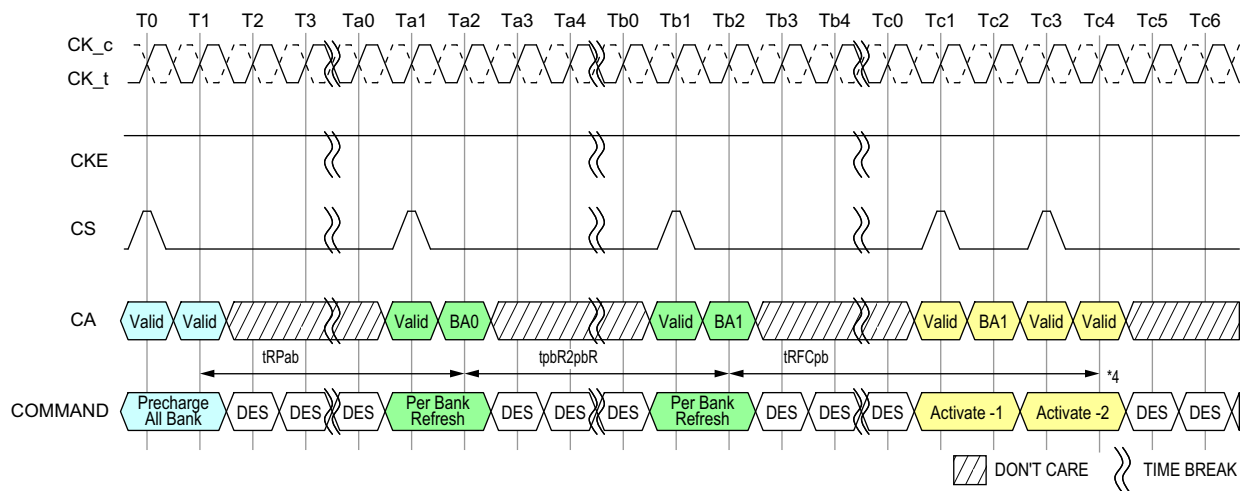 T0 T1 T2 T3 Ta0 Ta1 Ta2 Ta3 Ta4 Tb0 Tb1 Tb2 Tb3 Tb4 Tc0 Tc1 Tc2 Tc3 Tc4 Tc5 Tc6
CK_c
CK_t
CKE
CS
CA Valid Valid Valid BA0 Valid BA1 Valid BA1 Valid Valid
tRPab tpbR2pbR tRFCpb
*4
COMMAND Precharge All Bank DES DES DES Per Bank Refresh DES DES DES Per Bank Refresh DES DES DES Activate -1 Activate -2 DES DES
DON'T CARE TIME BREAK